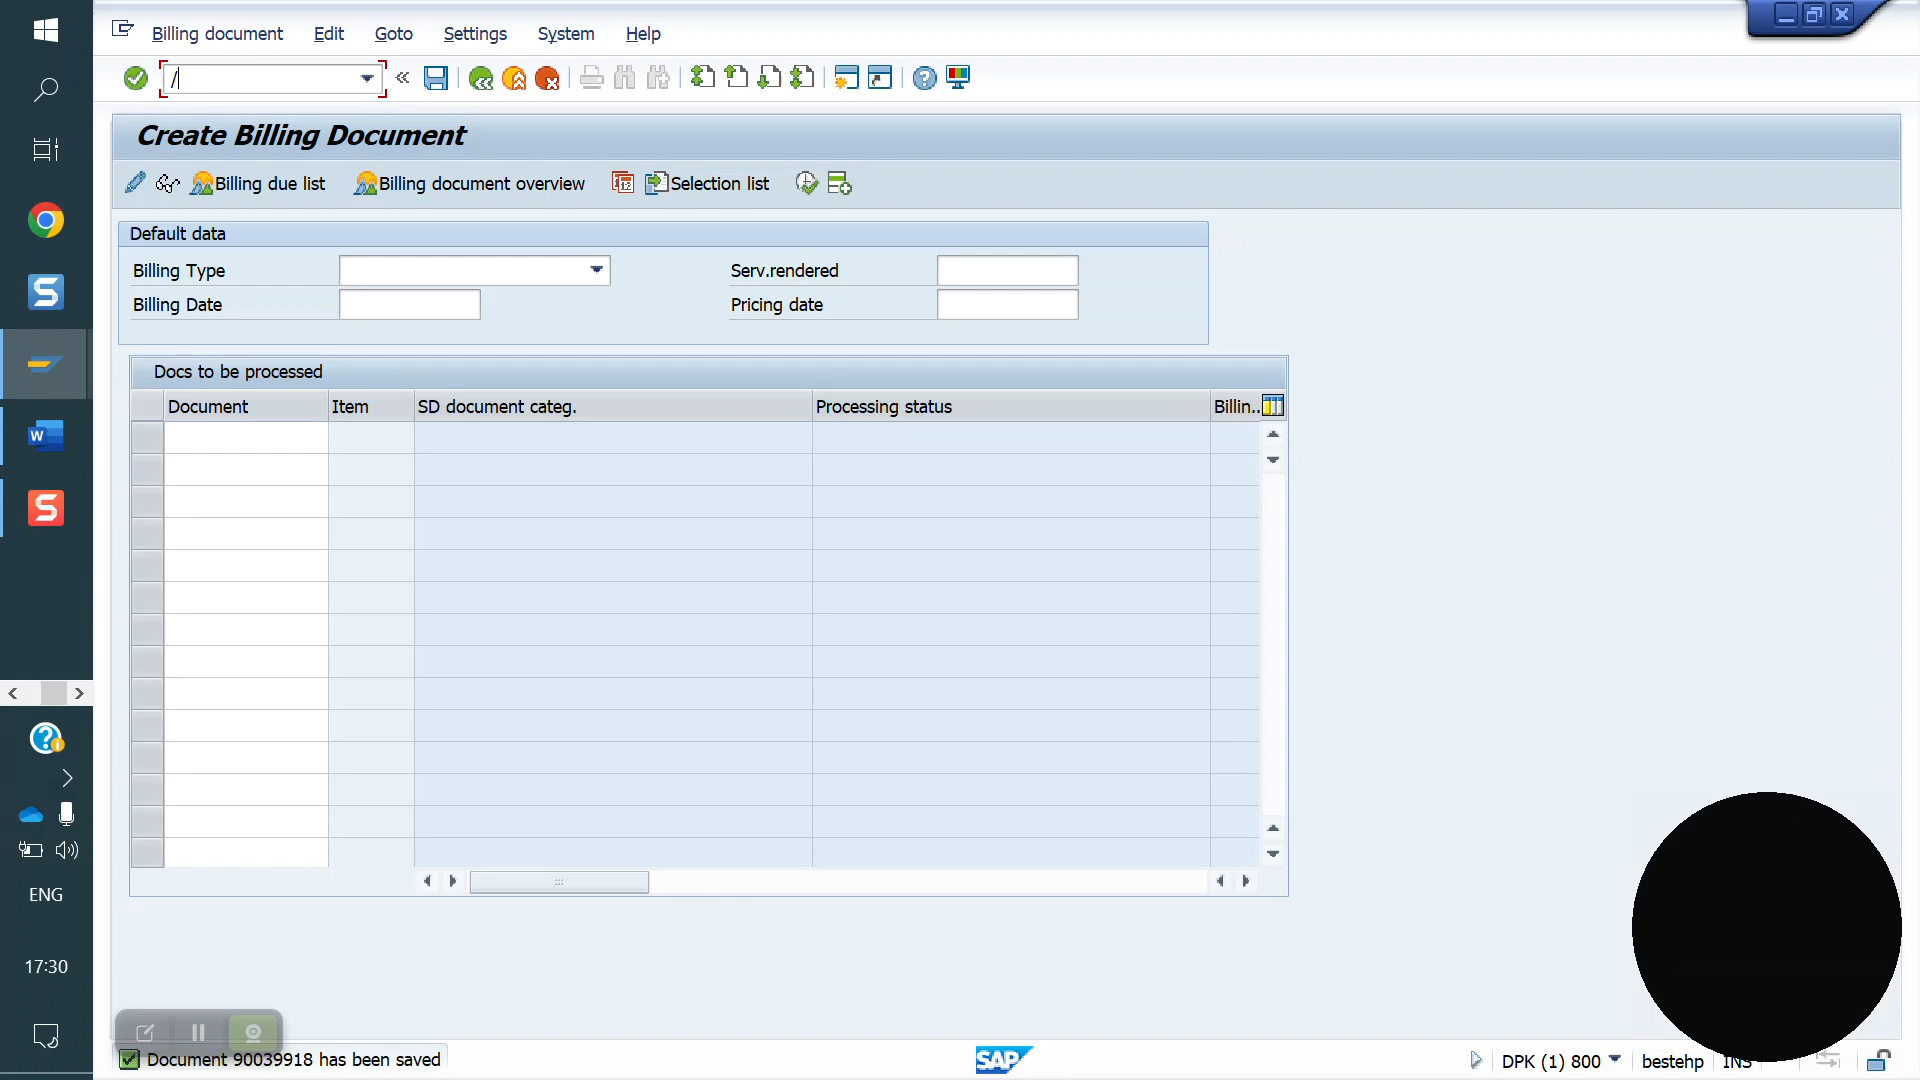 Billing document Edit Goto Settings System Help
/
Create Billing Document
Billing due list Billing document overview Selection list
Default data
Billing Type Serv.rendered
Billing Date Pricing date
Docs to be processed
Document Item SD document categ. Processing status Billin..
ENG
17:30
Document 90039918 has been saved
SAP
DPK (1) 800 bestehp INS